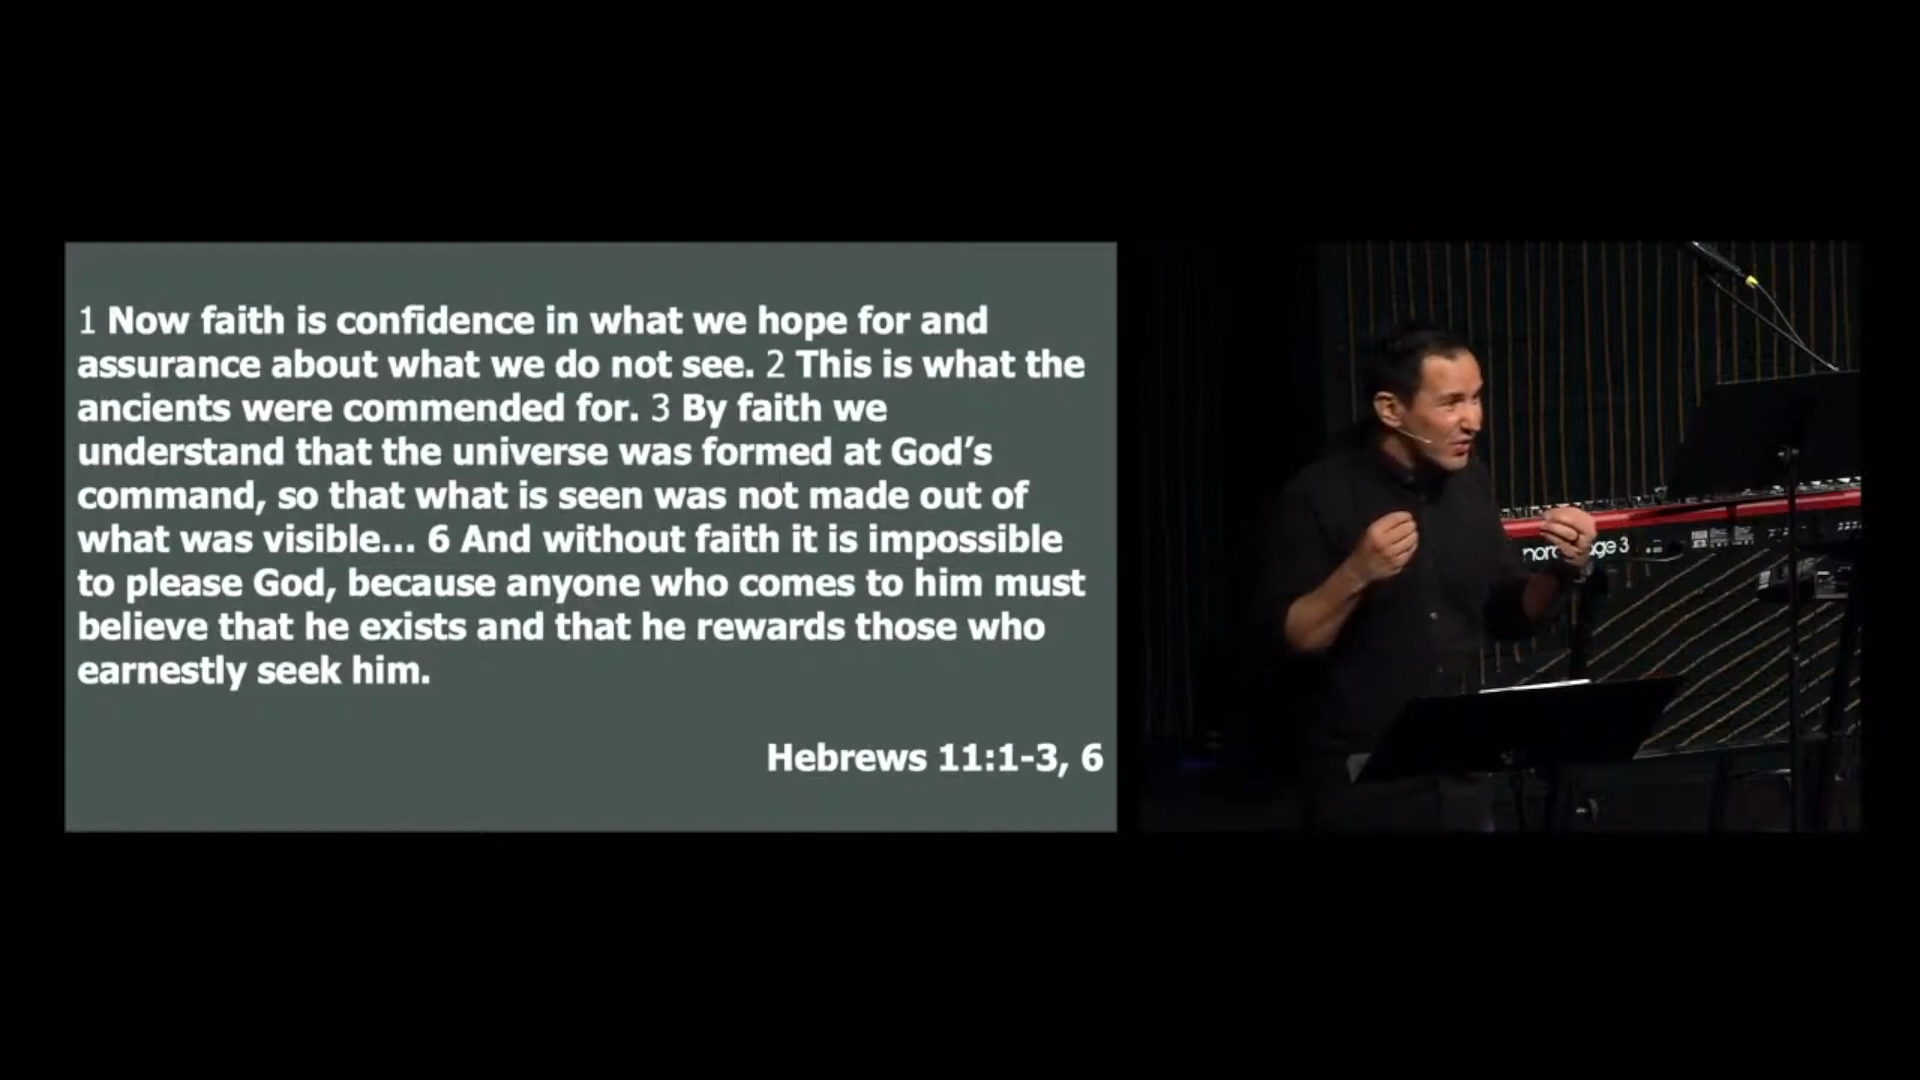 1 Now faith is confidence in what we hope for and
assurance about what we do not see. 2 This is what the
ancients were commended for. 3 By faith we
understand that the universe was formed at God’s
command, so that what is seen was not made out of
what was visible... 6 And without faith it is impossible
to please God, because anyone who comes to him must
believe that he exists and that he rewards those who
earnestly seek him.
Hebrews 11:1-3, 6
3